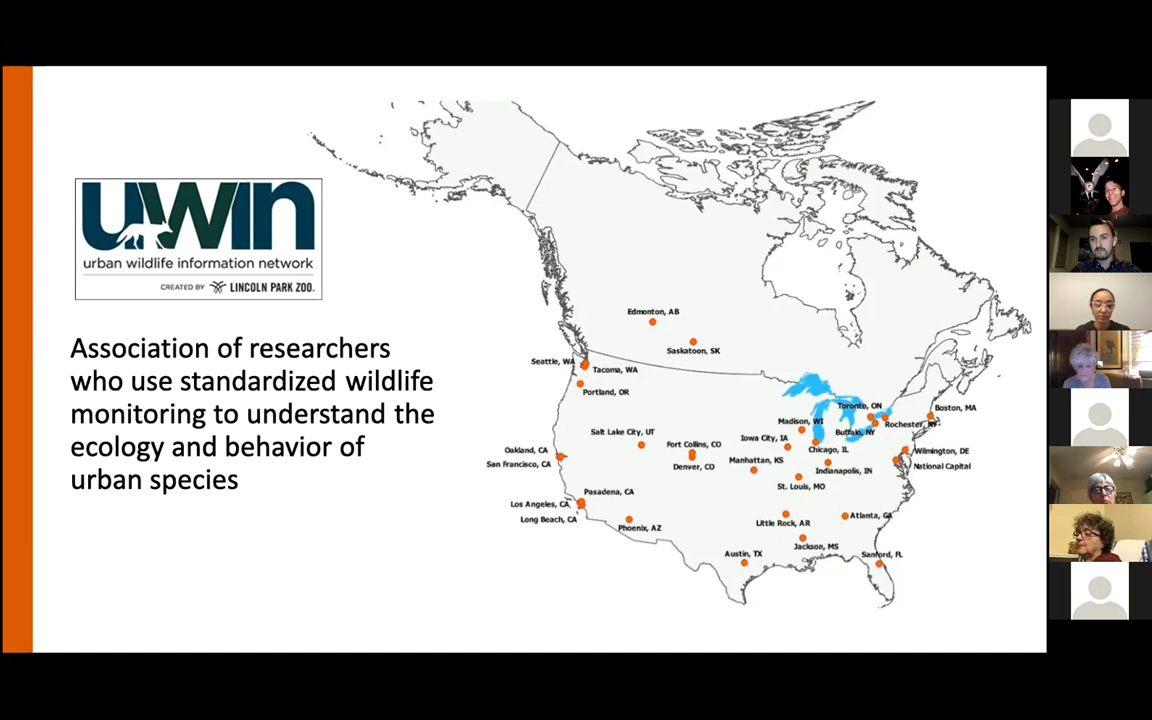 uwin
urban wildlife information network
CREATED BY LINCOLN PARK ZOO.
Association of researchers
who use standardized wildlife
monitoring to understand the
ecology and behavior of
urban species
Edmonton, AB
Saskatoon, SK
Seattle, WA
Tacoma, WA
Portland, OR
Toronto, ON
Boston, MA
Madison, WI
Rochester, NY
Salt Lake City, UT
Buffalo, NY
Iowa City, IA
Fort Collins, CO
Oakland, CA
Chicago, IL
Wilmington, DE
San Francisco, CA
Denver, CO
Manhattan, KS
Indianapolis, IN
National Capital
St. Louis, MO
Pasadena, CA
Los Angeles, CA
Long Beach, CA
Phoenix, AZ
Little Rock, AR
Atlanta, GA
Jackson, MS
Austin, TX
Sanford, FL